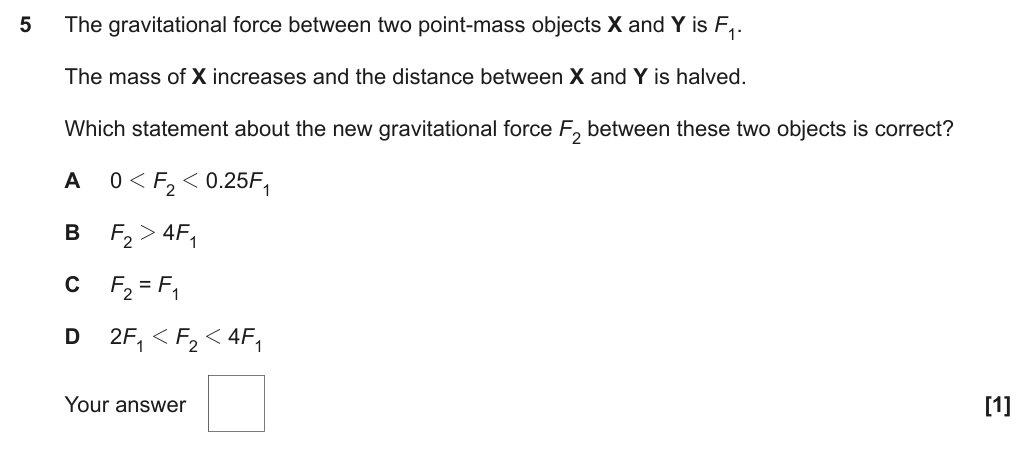 5 The gravitational force between two point-mass objects X and Y is F₁.
The mass of X increases and the distance between X and Y is halved.
Which statement about the new gravitational force F₂ between these two objects is correct?
A 0 < F₂ < 0.25F₁
B F₂ > 4F₁
C F₂ = F₁
D 2F₁ < F₂ < 4F₁
Your answer [1]